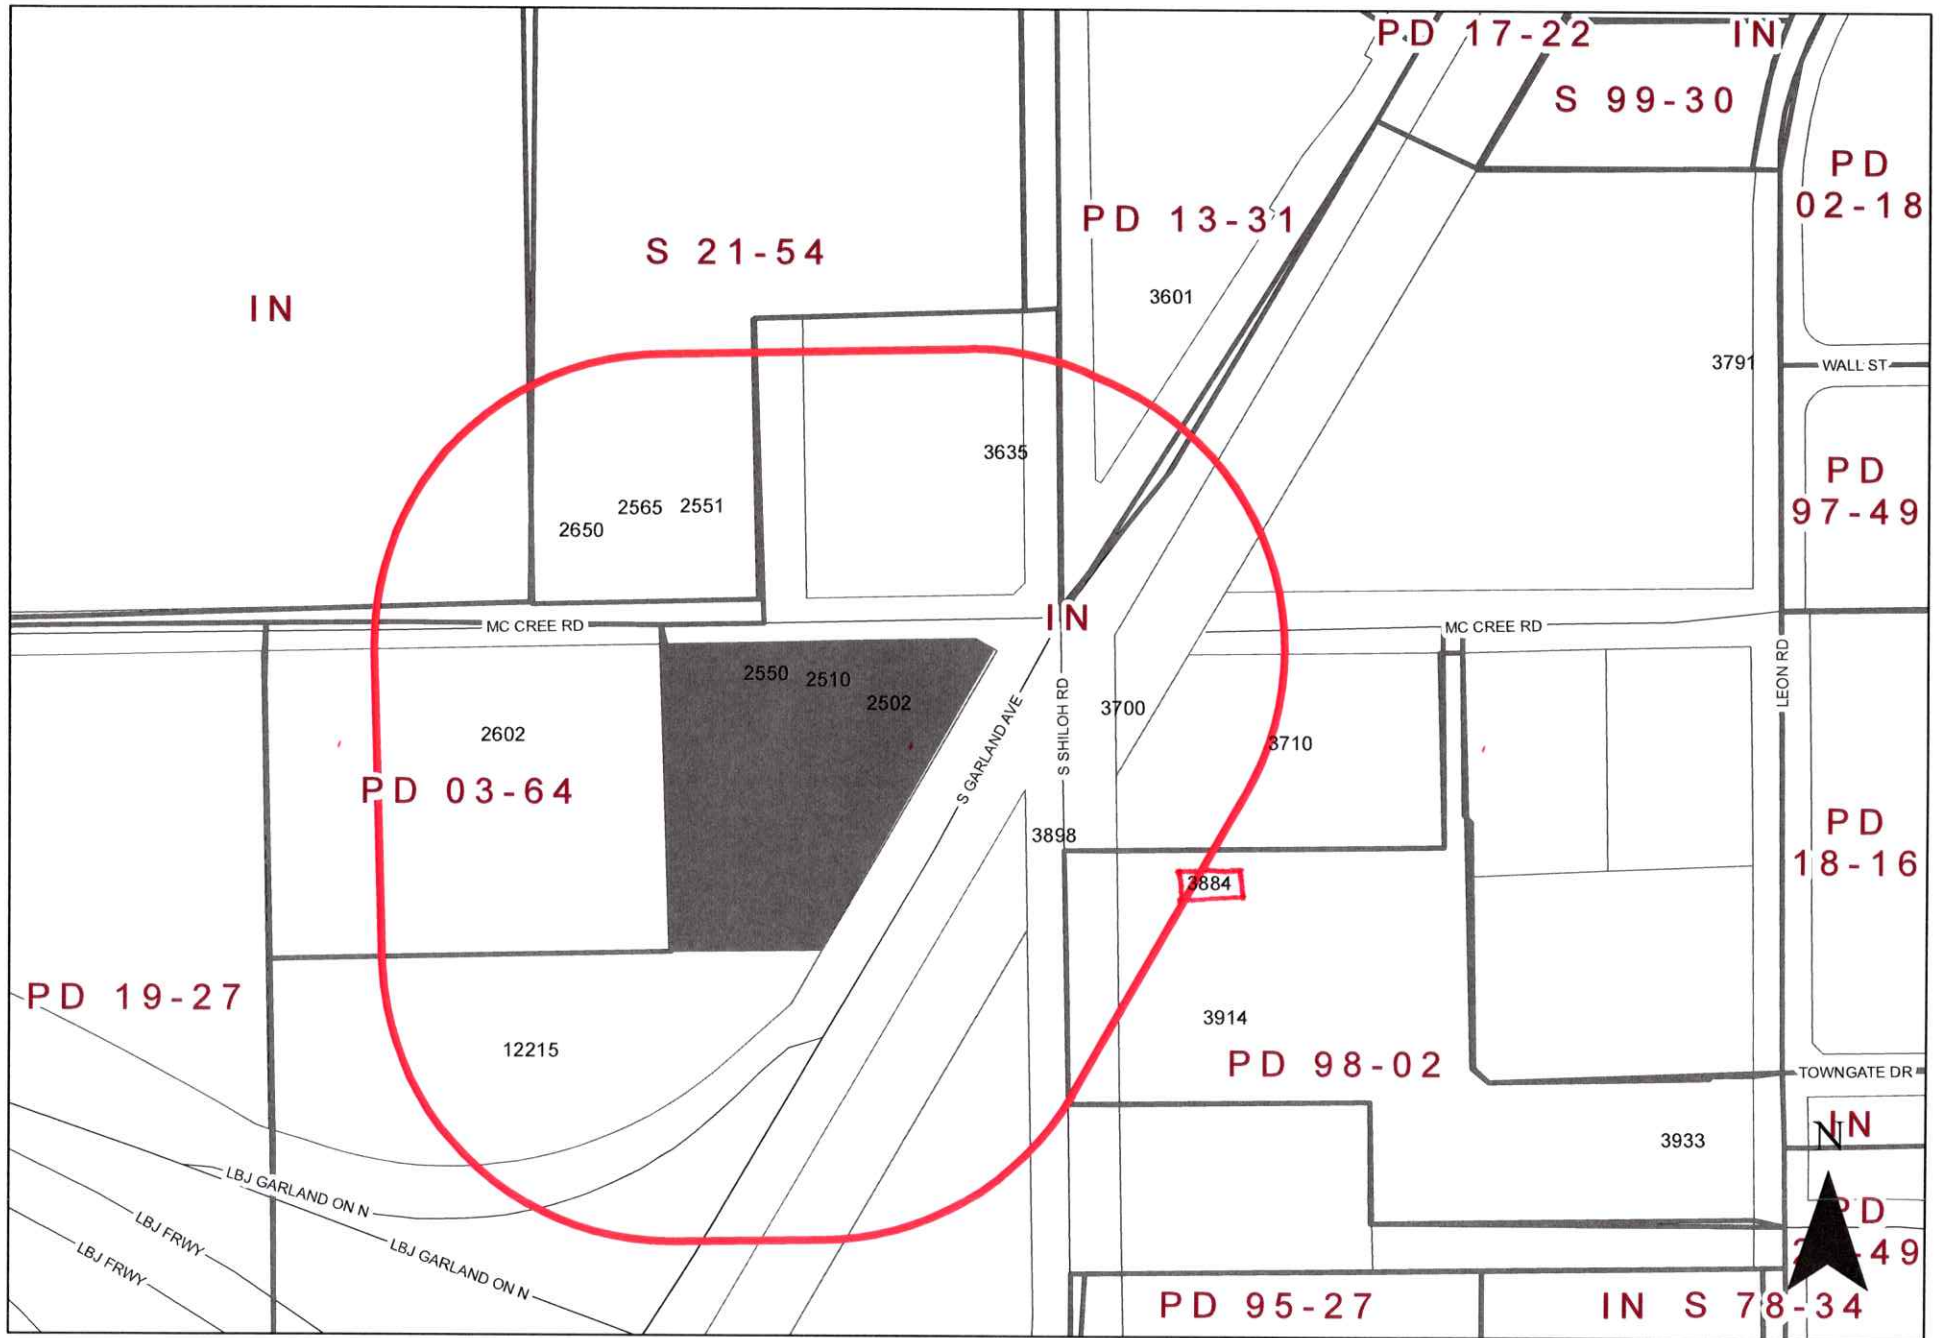 PD 17-22
IN
S 99-30
PD
02-18
PD 13-31
S 21-54
IN
3601
3791
WALL ST
3635
PD
97-49
2565
2551
2650
IN
MC CREE RD
MC CREE RD
LEON RD
2550
2510
2502
S GARLAND AVE
S SHILOH RD
3700
2602
3710
PD 03-64
3898
PD
18-16
3884
PD 19-27
3914
12215
PD 98-02
TOWNGATE DR
IN
N
3933
LBJ GARLAND ON N
LBJ FRWY
LBJ GARLAND ON N
LBJ FRWY
PD
49
PD 95-27
IN
S 78-34